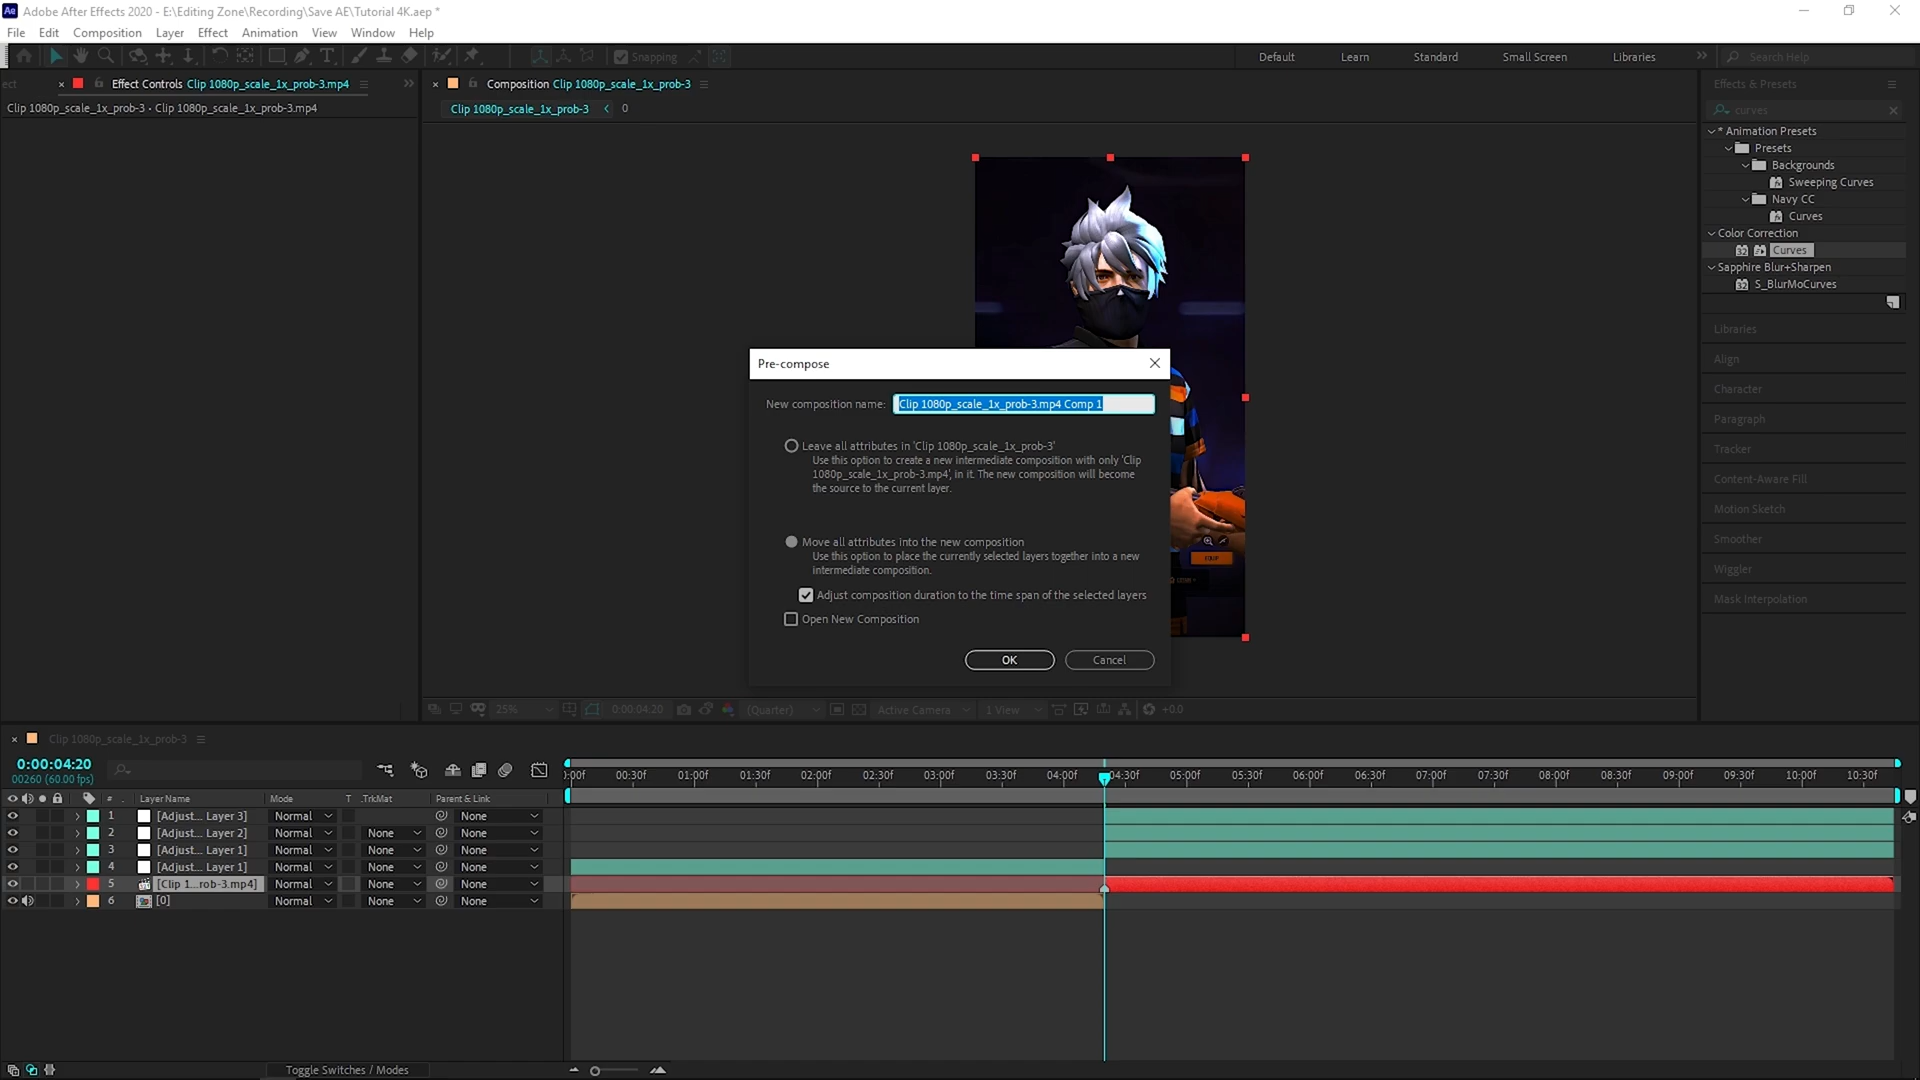 Ae Adobe After Effects 2020 - E:\Editing Zone\Recording\Save AE\Tutorial 4K.aep *
File Edit Composition Layer Effect Animation View Window Help
Snapping
Default Learn Standard Small Screen Libraries Search Help
ect Effect Controls Clip 1080p_scale_1x_prob-3.mp4
Composition Clip 1080p_scale_1x_prob-3
Effects & Presets
Clip 1080p_scale_1x_prob-3 • Clip 1080p_scale_1x_prob-3.mp4
Clip 1080p_scale_1x_prob-3 0
curves
* Animation Presets
Presets
Backgrounds
Sweeping Curves
Navy CC
Curves
Color Correction
32 Curves
Sapphire Blur+Sharpen
32 S_BlurMoCurves
Libraries
Align
Character
Paragraph
Tracker
Content-Aware Fill
Motion Sketch
Smoother
Wiggler
Mask Interpolation
Pre-compose
New composition name: Clip 1080p_scale_1x_prob-3.mp4 Comp 1
Leave all attributes in 'Clip 1080p_scale_1x_prob-3'
Use this option to create a new intermediate composition with only 'Clip
1080p_scale_1x_prob-3.mp4', in it. The new composition will become
the source to the current layer.
Move all attributes into the new composition
Use this option to place the currently selected layers together into a new
intermediate composition.
Adjust composition duration to the time span of the selected layers
Open New Composition
OK Cancel
25% 0:00:04:20 (Quarter) Active Camera 1 View +0.0
Clip 1080p_scale_1x_prob-3
0:00:04:20
00260 (60.00 fps)
):00f 00:30f 01:00f 01:30f 02:00f 02:30f 03:00f 03:30f 04:00f 04:30f 05:00f 05:30f 06:00f 06:30f 07:00f 07:30f 08:00f 08:30f 09:00f 09:30f 10:00f 10:30f
# Layer Name Mode T .TrkMat Parent & Link
1 [Adjust... Layer 3] Normal None
2 [Adjust... Layer 2] Normal None None
3 [Adjust... Layer 1] Normal None None
4 [Adjust... Layer 1] Normal None None
5 [Clip 1...rob-3.mp4] Normal None None
6 [0] Normal None None
Toggle Switches / Modes